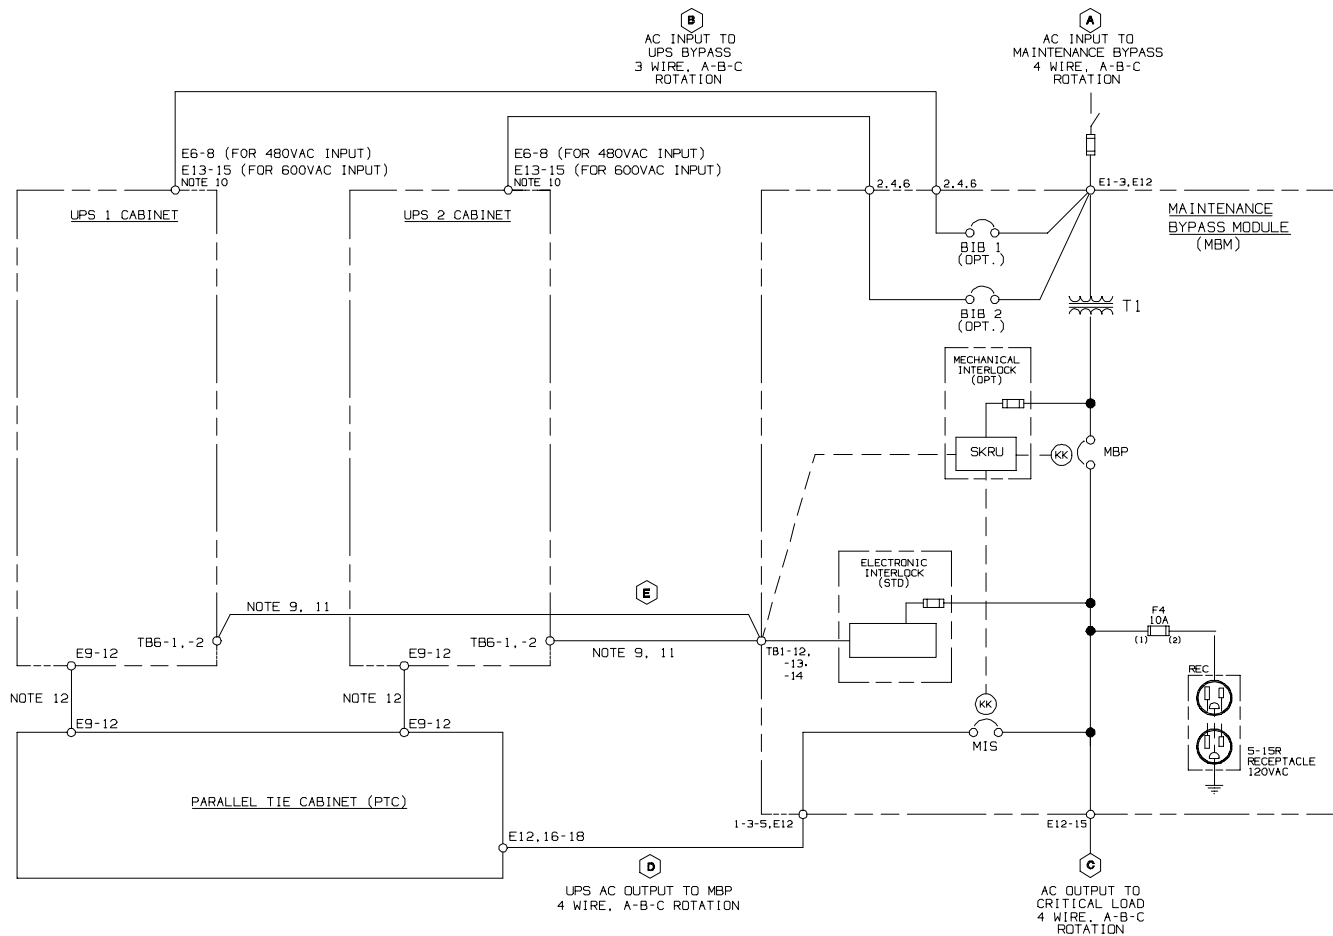 B
AC INPUT TO
UPS BYPASS
3 WIRE, A-B-C
ROTATION
A
AC INPUT TO
MAINTENANCE BYPASS
4 WIRE, A-B-C
ROTATION
E6-8 (FOR 480VAC INPUT)
E13-15 (FOR 600VAC INPUT)
NOTE 10
E6-8 (FOR 480VAC INPUT)
E13-15 (FOR 600VAC INPUT)
NOTE 10
2.4.6
2.4.6
E1-3,E12
UPS 1 CABINET
UPS 2 CABINET
MAINTENANCE
BYPASS MODULE
(MBM)
BIB 1
(OPT.)
BIB 2
(OPT.)
T1
MECHANICAL
INTERLOCK
(OPT)
SKRU
KK
MBP
ELECTRONIC
INTERLOCK
(STD)
E
NOTE 9, 11
TB6-1,-2
TB6-1,-2
NOTE 9, 11
TB1-12,
-13.
-14
F4
10A
(1)
(2)
REC
E9-12
E9-12
NOTE 12
NOTE 12
E9-12
E9-12
KK
MIS
5-15R
RECEPTACLE
120VAC
PARALLEL TIE CABINET (PTC)
1-3-5,E12
E12-15
E12,16-18
D
UPS AC OUTPUT TO MBP
4 WIRE, A-B-C ROTATION
C
AC OUTPUT TO
CRITICAL LOAD
4 WIRE, A-B-C
ROTATION